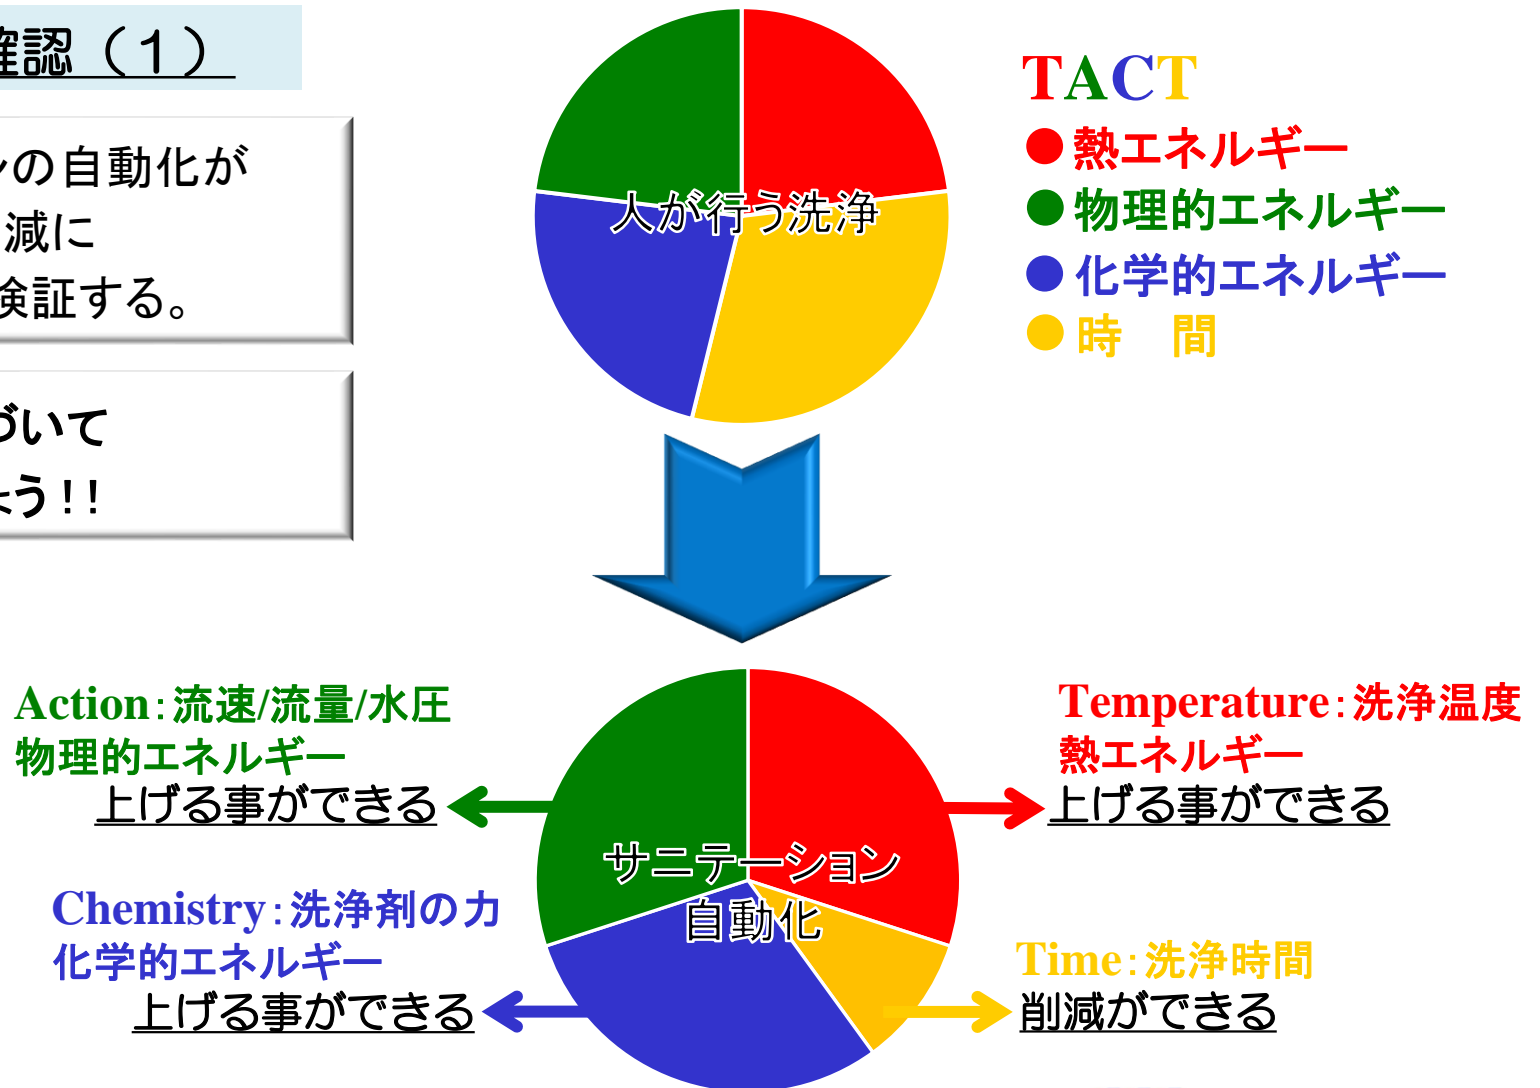 確認（１）
ンの自動化が
減に
検証する。
づいて
ょう！！
人が行う洗浄
TACT
●熱エネルギー
●物理的エネルギー
●化学的エネルギー
●時　間
Action：流速/流量/水圧
物理的エネルギー
上げる事ができる
Temperature：洗浄温度
熱エネルギー
上げる事ができる
サニテーション
自動化
Chemistry：洗浄剤の力
化学的エネルギー
上げる事ができる
Time：洗浄時間
削減ができる